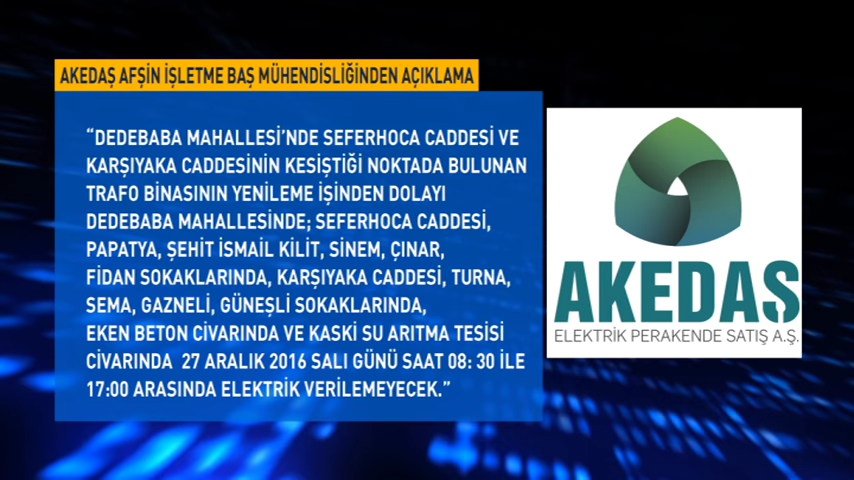 AKEDAŞ AFŞİN İŞLETME BAŞ MÜHENDİSLİĞİNDEN AÇIKLAMA
“DEDEBABA MAHALLESİ’NDE SEFERHOCA CADDESİ VE
KARŞIYAKA CADDESİNİN KESİŞTİĞİ NOKTADA BULUNAN
TRAFO BİNASININ YENİLEME İŞİNDEN DOLAYI
DEDEBABA MAHALLESİNDE; SEFERHOCA CADDESİ,
PAPATYA, ŞEHİT İSMAİL KİLİT, SİNEM, ÇINAR,
FİDAN SOKAKLARINDA, KARŞIYAKA CADDESİ, TURNA,
SEMA, GAZNELİ, GÜNEŞLİ SOKAKLARINDA,
EKEN BETON CİVARINDA VE KASKİ SU ARITMA TESİSİ
CİVARINDA 27 ARALIK 2016 SALI GÜNÜ SAAT 08: 30 İLE
17:00 ARASINDA ELEKTRİK VERİLEMEYECEK.”
AKEDAŞ
ELEKTRİK PERAKENDE SATIŞ A.Ş.